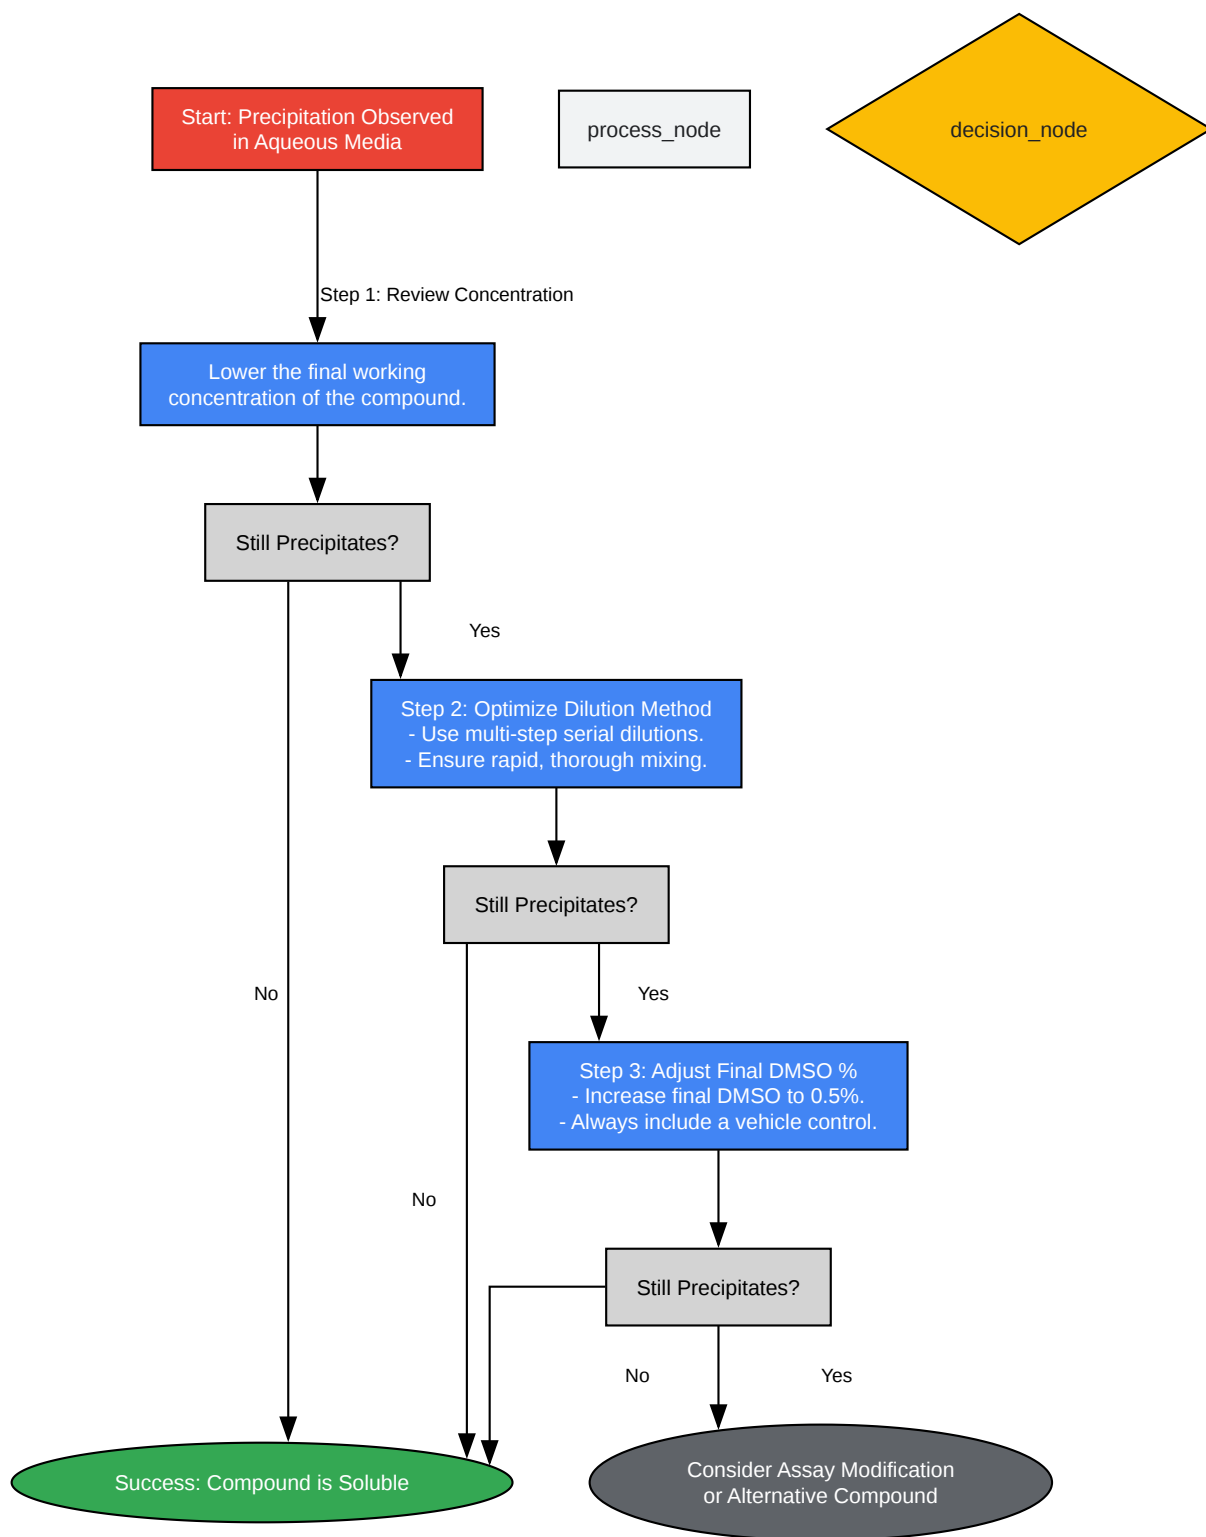 Start: Precipitation Observed
in Aqueous Media
process_node
decision_node
Step 1: Review Concentration
Lower the final working
concentration of the compound.
Still Precipitates?
Yes
Step 2: Optimize Dilution Method
- Use multi-step serial dilutions.
- Ensure rapid, thorough mixing.
Still Precipitates?
No
Yes
Step 3: Adjust Final DMSO %
- Increase final DMSO to 0.5%.
- Always include a vehicle control.
No
Still Precipitates?
No
Yes
Success: Compound is Soluble
Consider Assay Modification
or Alternative Compound